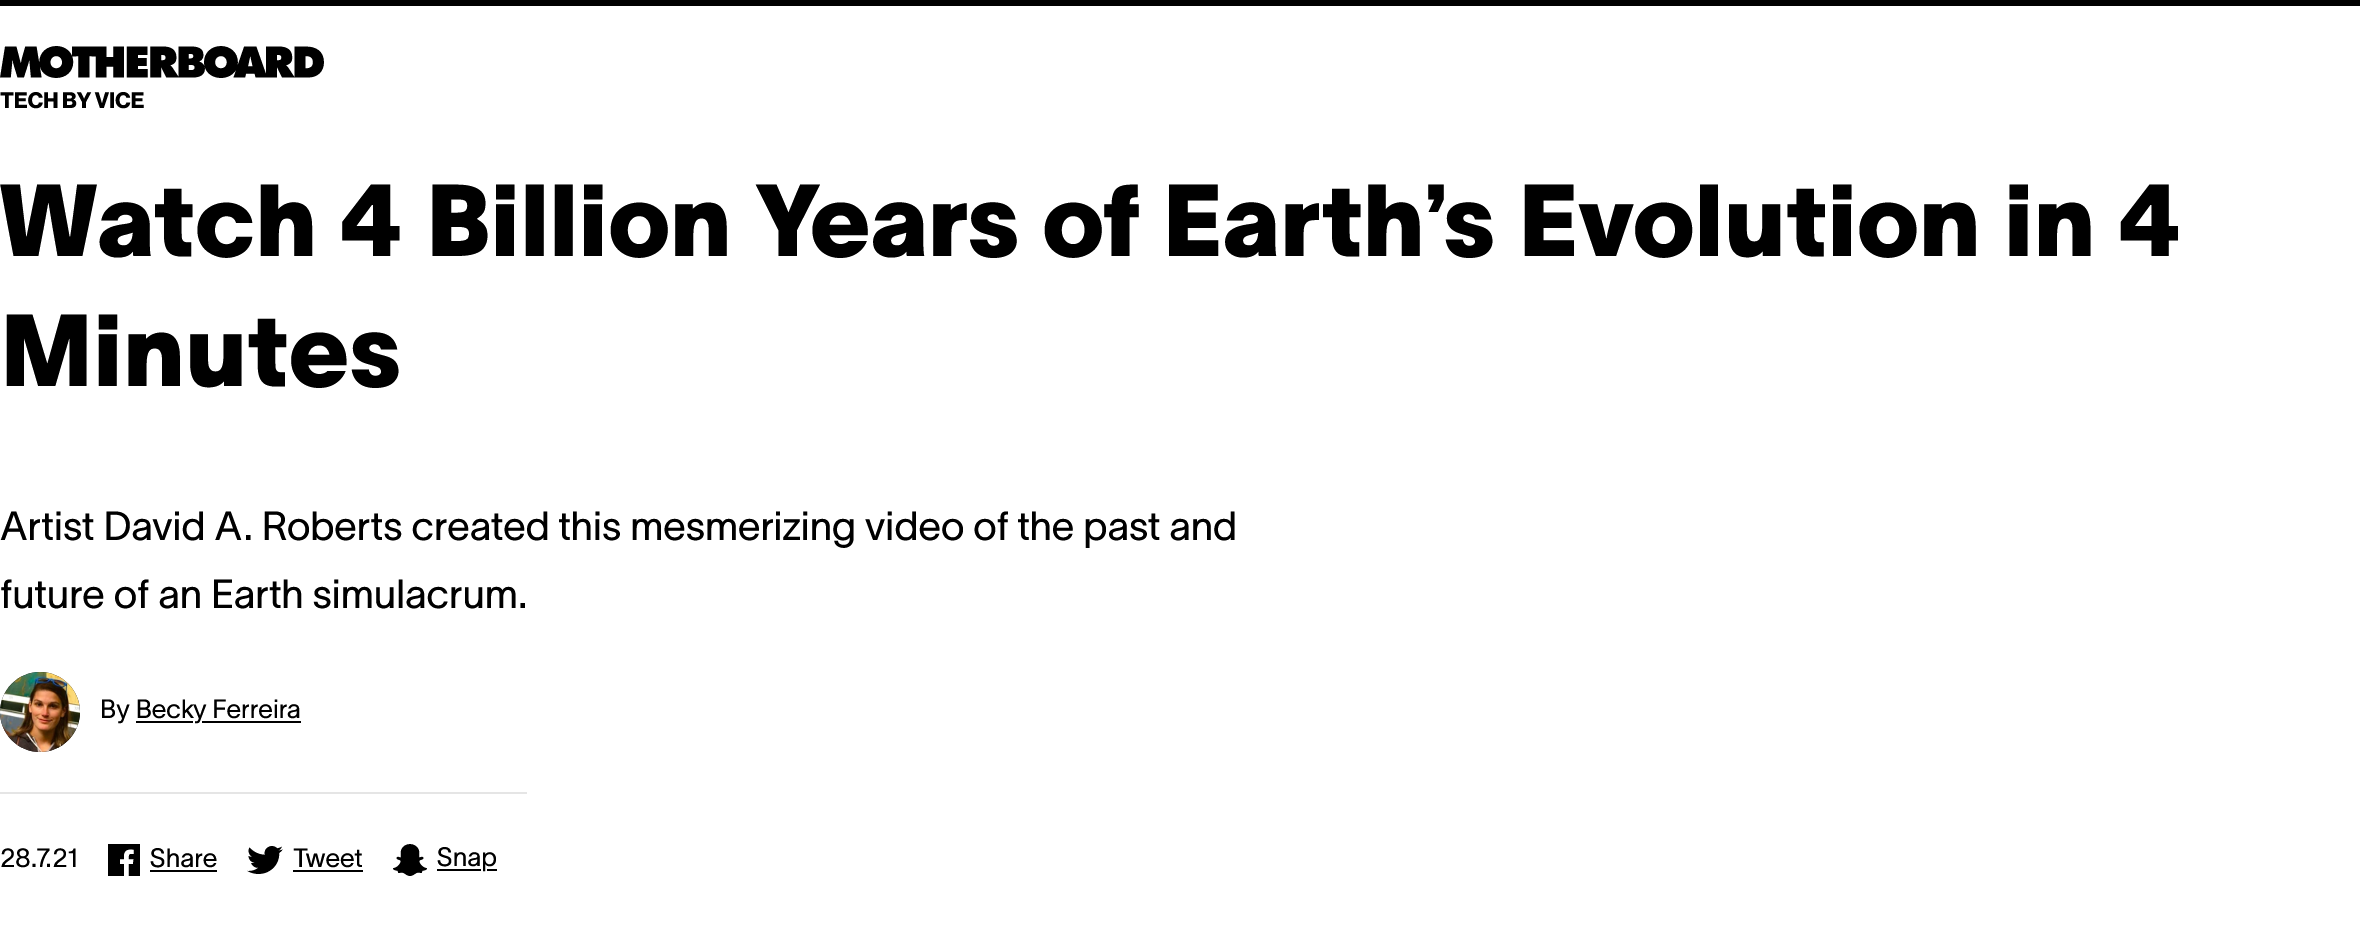 MOTHERBOARD
TECH BY VICE
Watch 4 Billion Years of Earth’s Evolution in 4
Minutes
Artist David A. Roberts created this mesmerizing video of the past and
future of an Earth simulacrum.
By Becky Ferreira
28.7.21 Share Tweet Snap